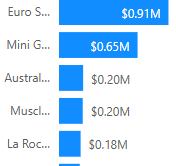 Euro S... $0.91M
Mini G... $0.65M
Austral... $0.20M
Muscl... $0.20M
La Roc... $0.18M